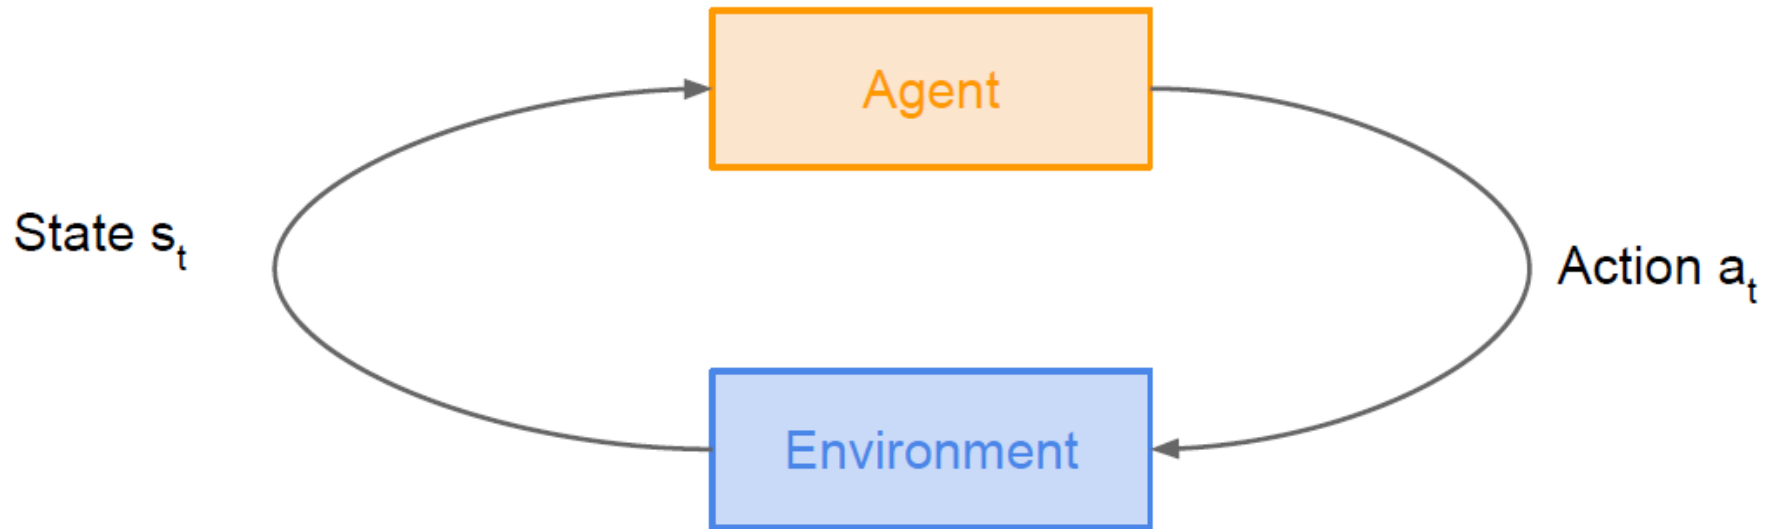 Agent
State sₜ
Action aₜ
Environment